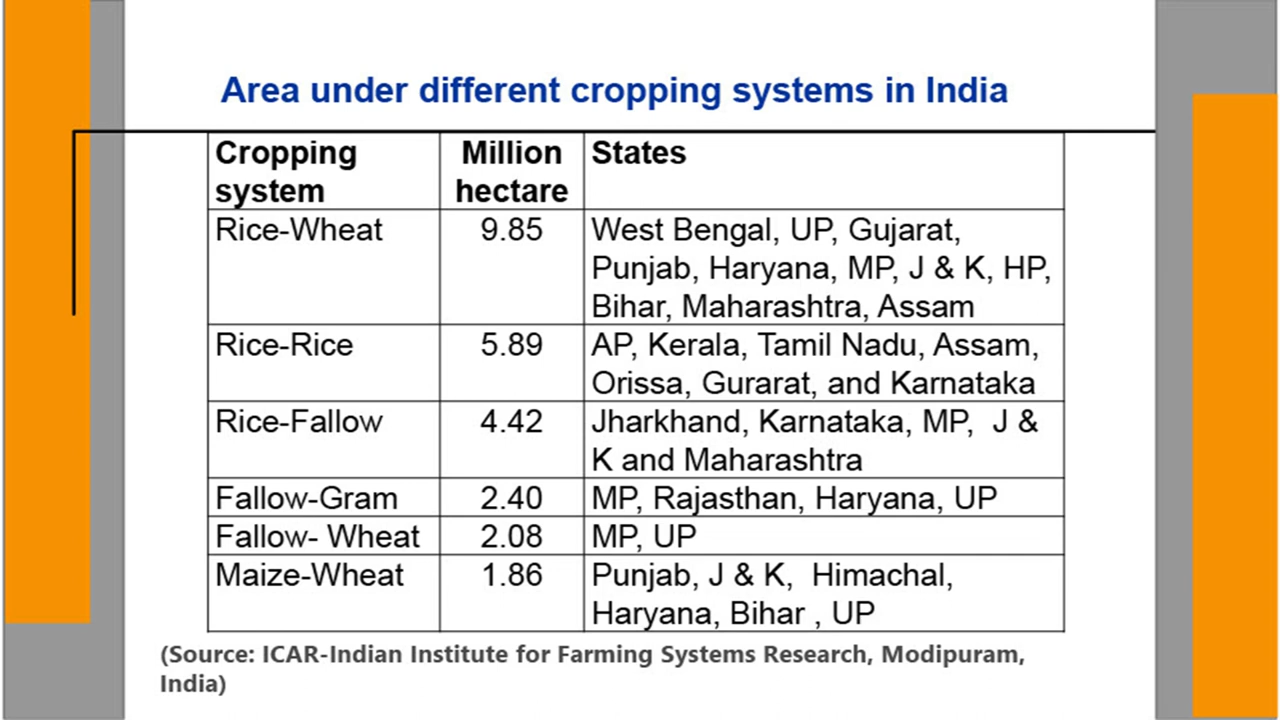 Area under different cropping systems in India
Cropping system | Million hectare | States
Rice-Wheat | 9.85 | West Bengal, UP, Gujarat, Punjab, Haryana, MP, J & K, HP, Bihar, Maharashtra, Assam
Rice-Rice | 5.89 | AP, Kerala, Tamil Nadu, Assam, Orissa, Gurarat, and Karnataka
Rice-Fallow | 4.42 | Jharkhand, Karnataka, MP, J & K and Maharashtra
Fallow-Gram | 2.40 | MP, Rajasthan, Haryana, UP
Fallow- Wheat | 2.08 | MP, UP
Maize-Wheat | 1.86 | Punjab, J & K, Himachal, Haryana, Bihar , UP
(Source: ICAR-Indian Institute for Farming Systems Research, Modipuram,
India)